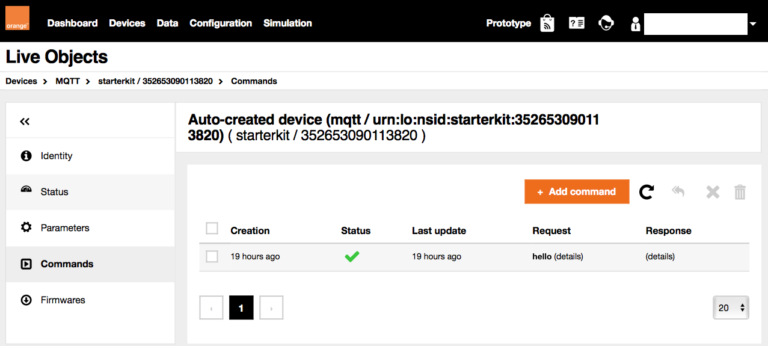 orange
Dashboard Devices Data Configuration Simulation Prototype
Live Objects
Devices > MQTT > starterkit / 352653090113820 > Commands
<<
Auto-created device (mqtt / urn:lo:nsid:starterkit:35265309011
3820) ( starterkit / 352653090113820 )
Identity
Status
Parameters
Commands
Firmwares
+ Add command
Creation Status Last update Request Response
19 hours ago 19 hours ago hello (details) (details)
‹ 1 ›
20